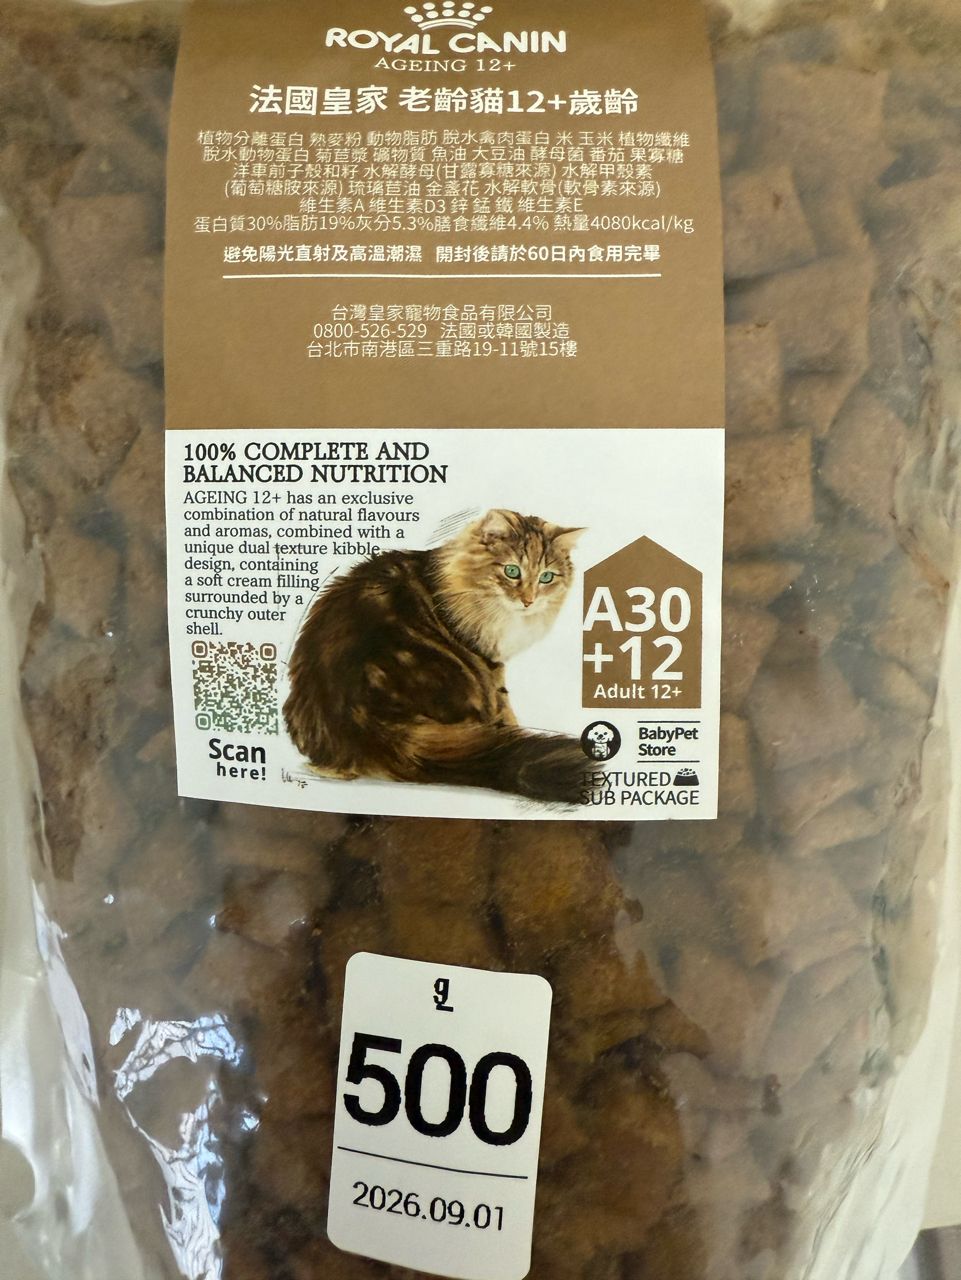 ROYAL CANIN
AGEING 12+
法國皇家 老齡貓12+歲齡
植物分離蛋白 熟麥粉 動物脂肪 脫水禽肉蛋白 米 玉米 植物纖維
脫水動物蛋白 菊苣漿 礦物質 魚油 大豆油 酵母菌 番茄 果寡糖
洋車前子殼和籽 水解酵母(甘露寡糖來源) 水解甲殼素
(葡萄糖胺來源) 琉璃苣油 金盞花 水解軟骨(軟骨素來源)
維生素A 維生素D3 鋅 錳 鐵 維生素E
蛋白質30%脂肪19%灰分5.3%膳食纖維4.4% 熱量4080kcal/kg
避免陽光直射及高溫潮濕 開封後請於60日內食用完畢
台灣皇家寵物食品有限公司
0800-526-529 法國或韓國製造
台北市南港區三重路19-11號15樓
100% COMPLETE AND
BALANCED NUTRITION
AGEING 12+ has an exclusive
combination of natural flavours
and aromas, combined with a
unique dual texture kibble
design, containing
a soft cream filling
surrounded by a
crunchy outer
shell.
Scan
here!
A30
+12
Adult 12+
BabyPet
Store
TEXTURED
SUB PACKAGE
g
500
2026.09.01